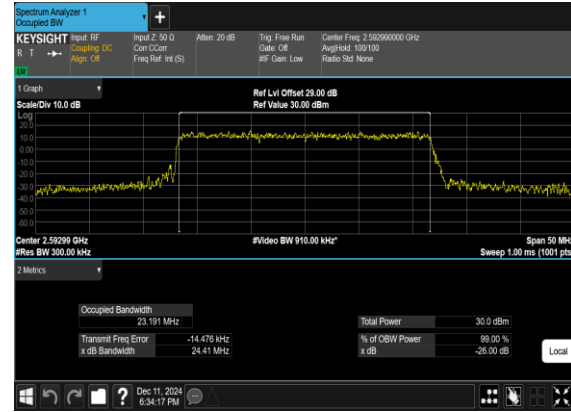 Spectrum Analyzer 1
Occupied BW
+
KEYSIGHT Input: RF Input Z: 50 Ω Atten: 20 dB Trig: Free Run Center Freq: 2.592990000 GHz
R T Coupling: DC Corr CCorr Gate: Off Avg|Hold: 100/100
Align: Off Freq Ref: Int (S) #IF Gain: Low Radio Std: None
LV
1 Graph
Ref Lvl Offset 29.00 dB
Scale/Div 10.0 dB Ref Value 30.00 dBm
Log
20.0
10.0
0.00
-10.0
-20.0
-30.0
-40.0
-50.0
-60.0
Center 2.59299 GHz #Video BW 910.00 kHz* Span 50 MHz
#Res BW 300.00 kHz Sweep 1.00 ms (1001 pts)
2 Metrics
Occupied Bandwidth
23.191 MHz Total Power 30.0 dBm
Transmit Freq Error -14.476 kHz % of OBW Power 99.00 %
x dB Bandwidth 24.41 MHz x dB -26.00 dB
Local
? Dec 11, 2024
6:34:17 PM